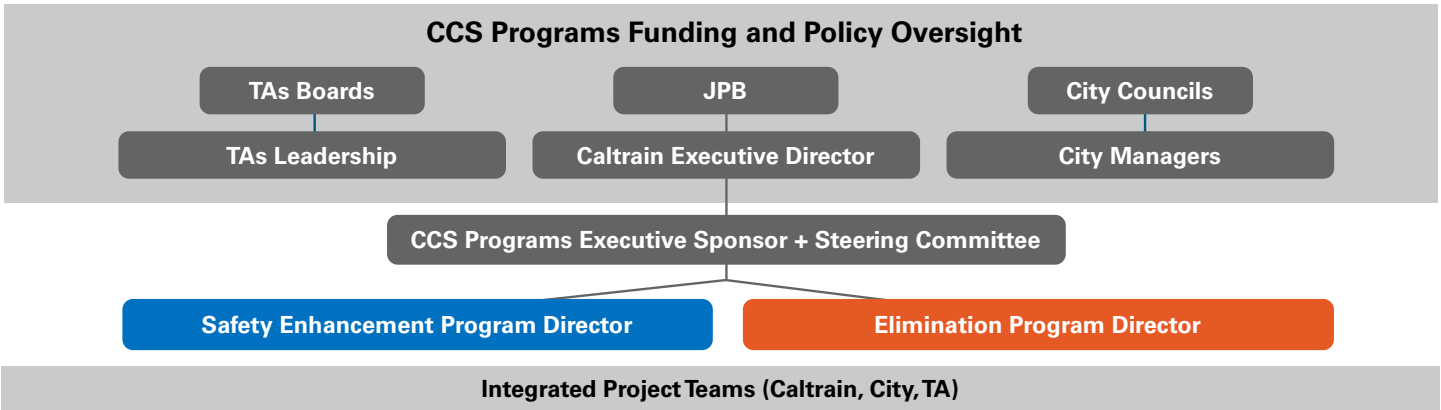 CCS Programs Funding and Policy Oversight
TAs Boards
JPB
City Councils
TAs Leadership
Caltrain Executive Director
City Managers
CCS Programs Executive Sponsor + Steering Committee
Safety Enhancement Program Director
Elimination Program Director
Integrated Project Teams (Caltrain, City, TA)